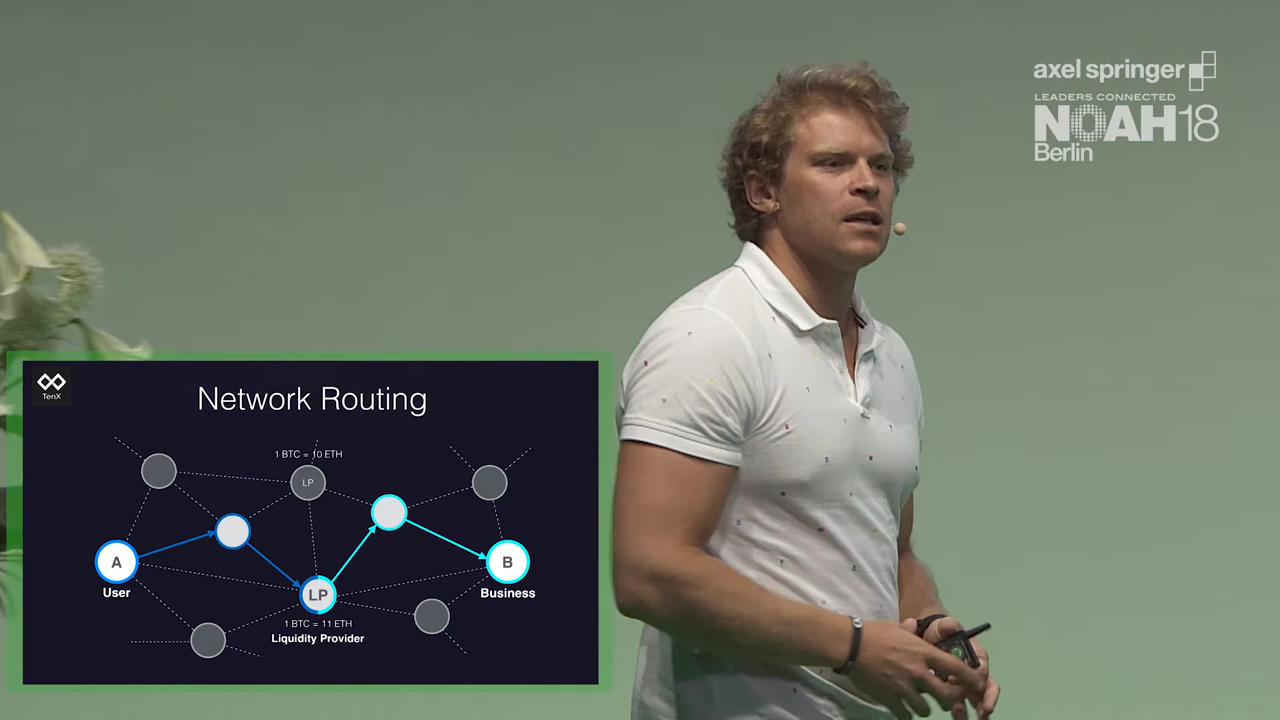 axel springer
LEADERS CONNECTED
NOAH18
Berlin
TenX
Network Routing
1 BTC = 10 ETH
LP
A
User
B
Business
LP
1 BTC = 11 ETH
Liquidity Provider